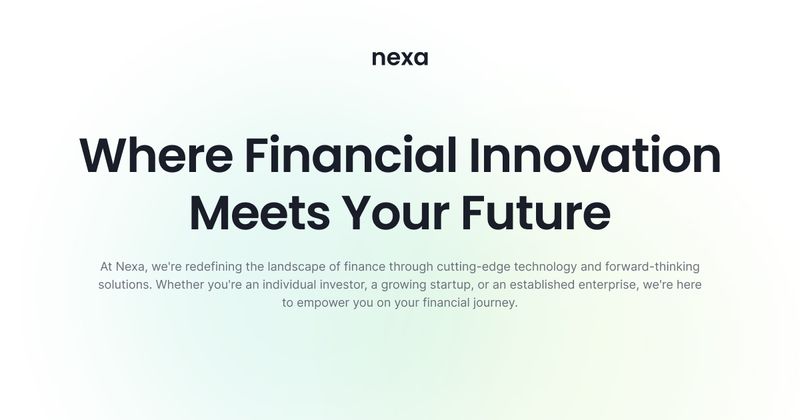 nexa
Where Financial Innovation
Meets Your Future
At Nexa, we're redefining the landscape of finance through cutting-edge technology and forward-thinking
solutions. Whether you're an individual investor, a growing startup, or an established enterprise, we're here
to empower you on your financial journey.